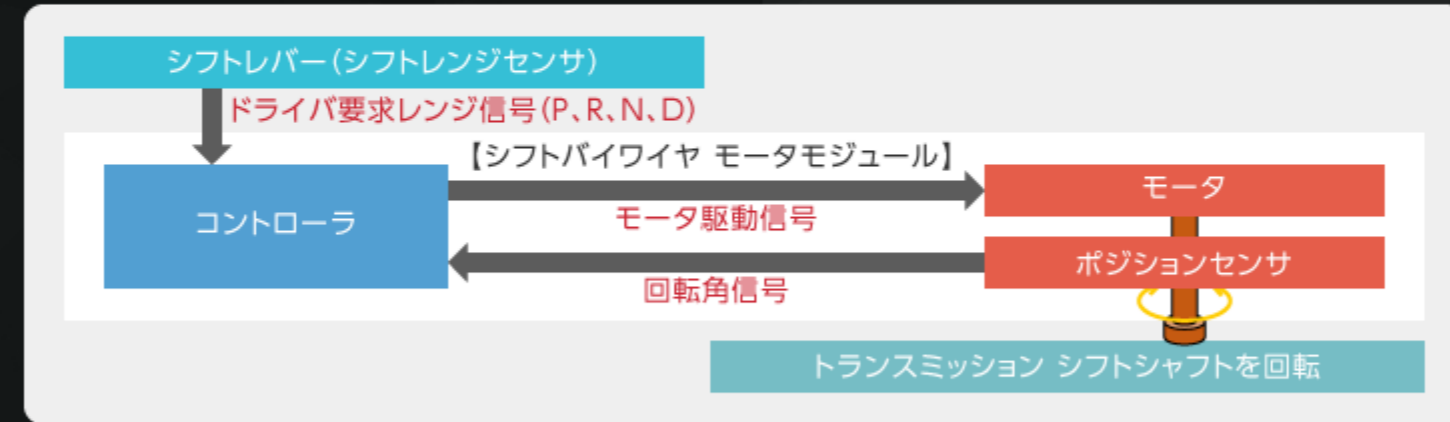 シフトレバー(シフトレンジセンサ)
ドライバ要求レンジ信号(P、R、N、D)
【シフトバイワイヤ モータモジュール】
コントローラ
モータ
モータ駆動信号
ポジションセンサ
回転角信号
トランスミッション シフトシャフトを回転